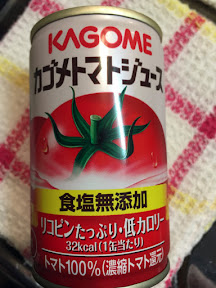 KAGOME
カゴメトマトジュース
食塩無添加
リコピンたっぷり・低カロリー
32kcal(1缶当たり)
トマト100%(濃縮トマト還元)